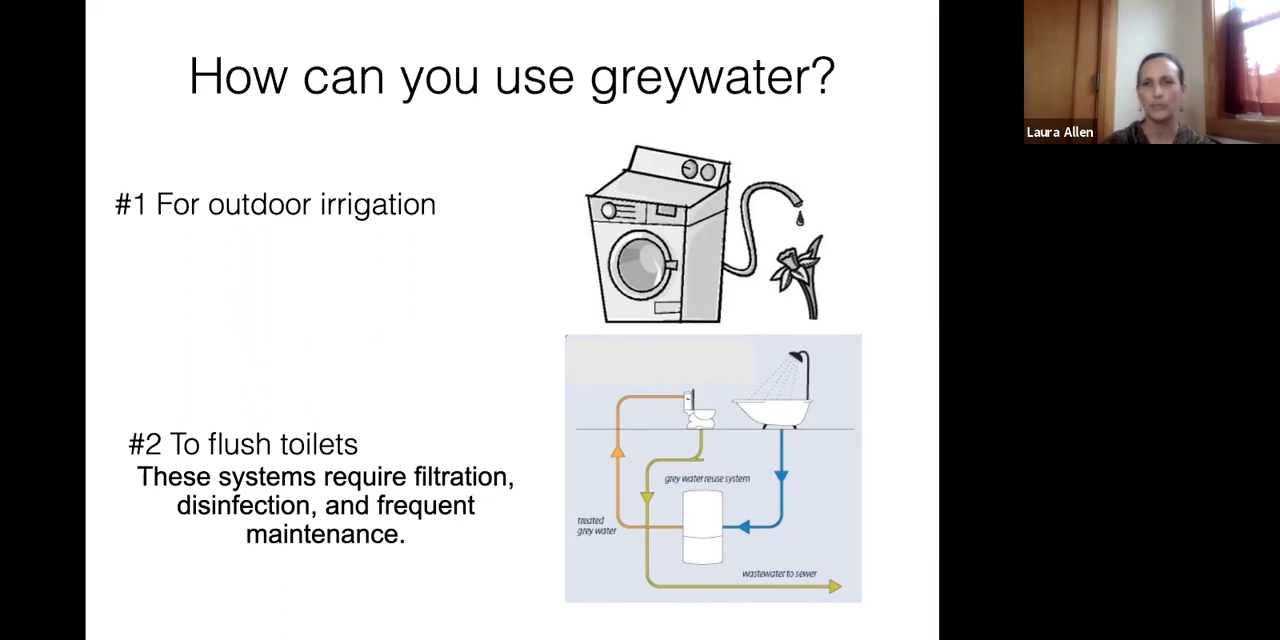 How can you use greywater?
Laura Allen
#1 For outdoor irrigation
#2 To flush toilets
These systems require filtration,
disinfection, and frequent
maintenance.
grey water reuse system
treated
grey water
wastewater to sewer